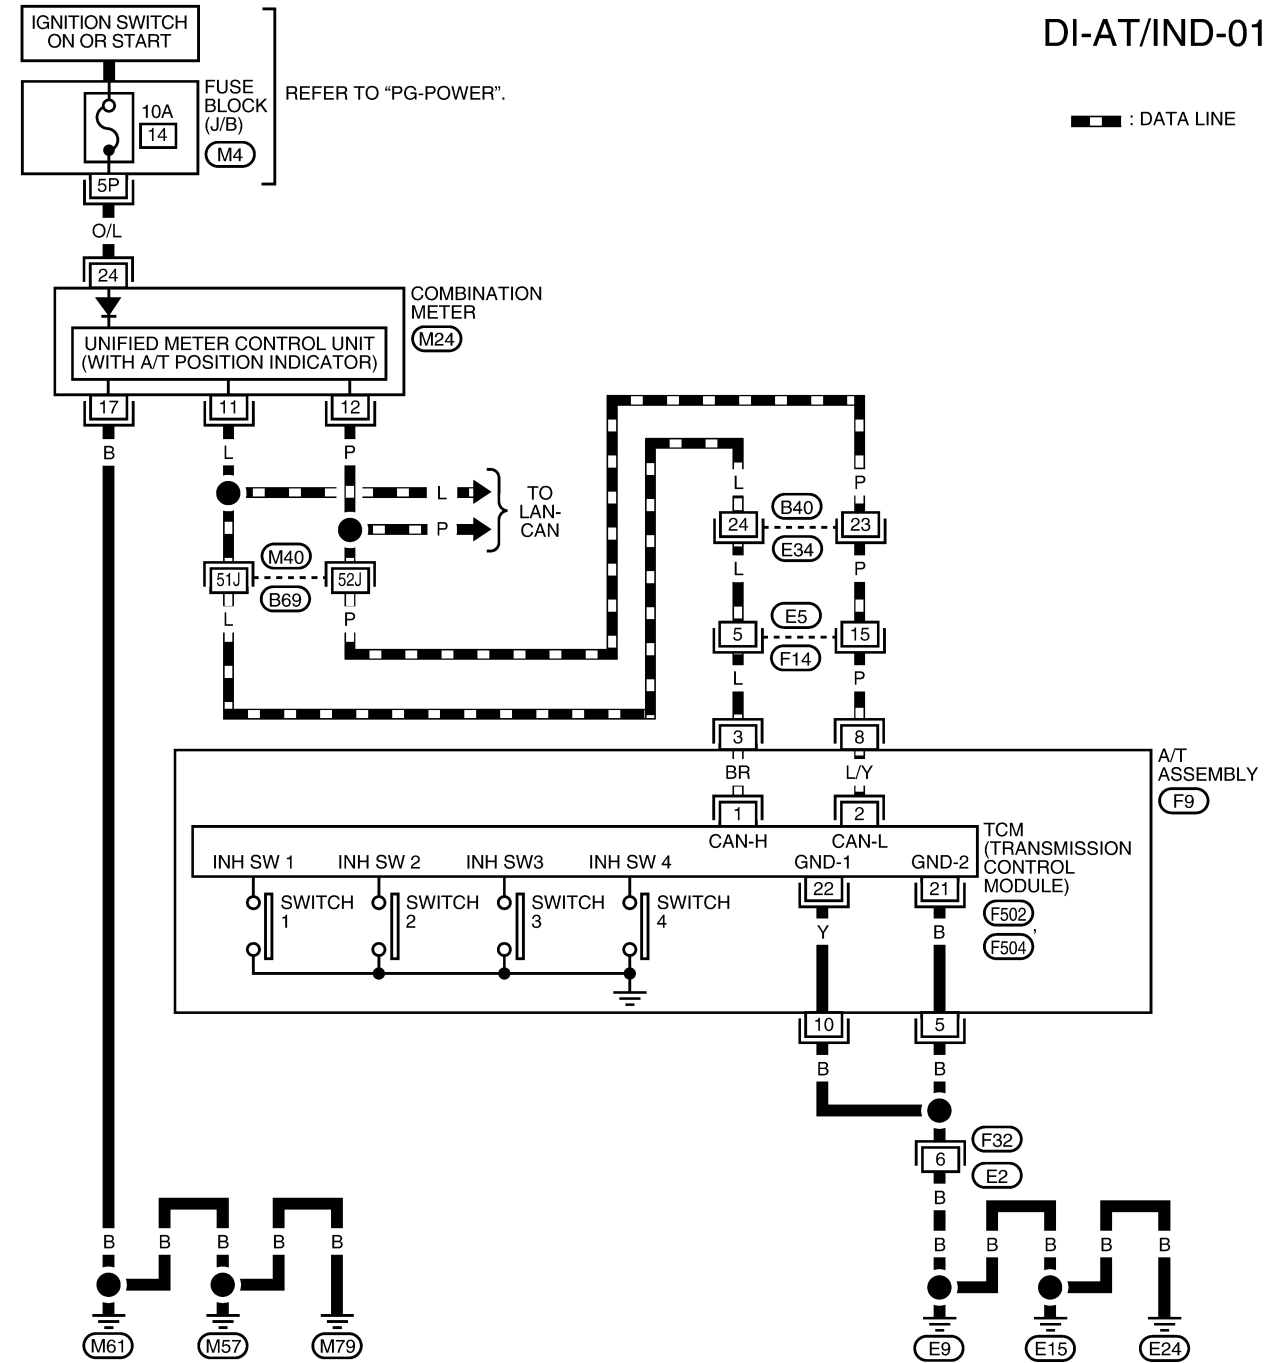 IGNITION SWITCH
ON OR START
DI-AT/IND-01
FUSE
BLOCK
(J/B)
M4
10A
14
REFER TO “PG-POWER”.
: DATA LINE
5P
O/L
24
COMBINATION
METER
M24
UNIFIED METER CONTROL UNIT
(WITH A/T POSITION INDICATOR)
17
11
12
B
L
P
L
P
TO
LAN-
CAN
L
P
24
B40
E34
23
M40
B69
51J
52J
L
P
L
P
5
E5
F14
15
L
P
3
8
A/T
ASSEMBLY
F9
BR
L/Y
1
2
CAN-H
CAN-L
TCM
(TRANSMISSION
CONTROL
MODULE)
F502
,
F504
INH SW 1
INH SW 2
INH SW3
INH SW 4
GND-1
GND-2
22
21
SWITCH
1
SWITCH
2
SWITCH
3
SWITCH
4
Y
B
10
5
B
B
6
F32
E2
B
B
B
B
B
B
B
B
B
B
B
M61
M57
M79
E9
E15
E24